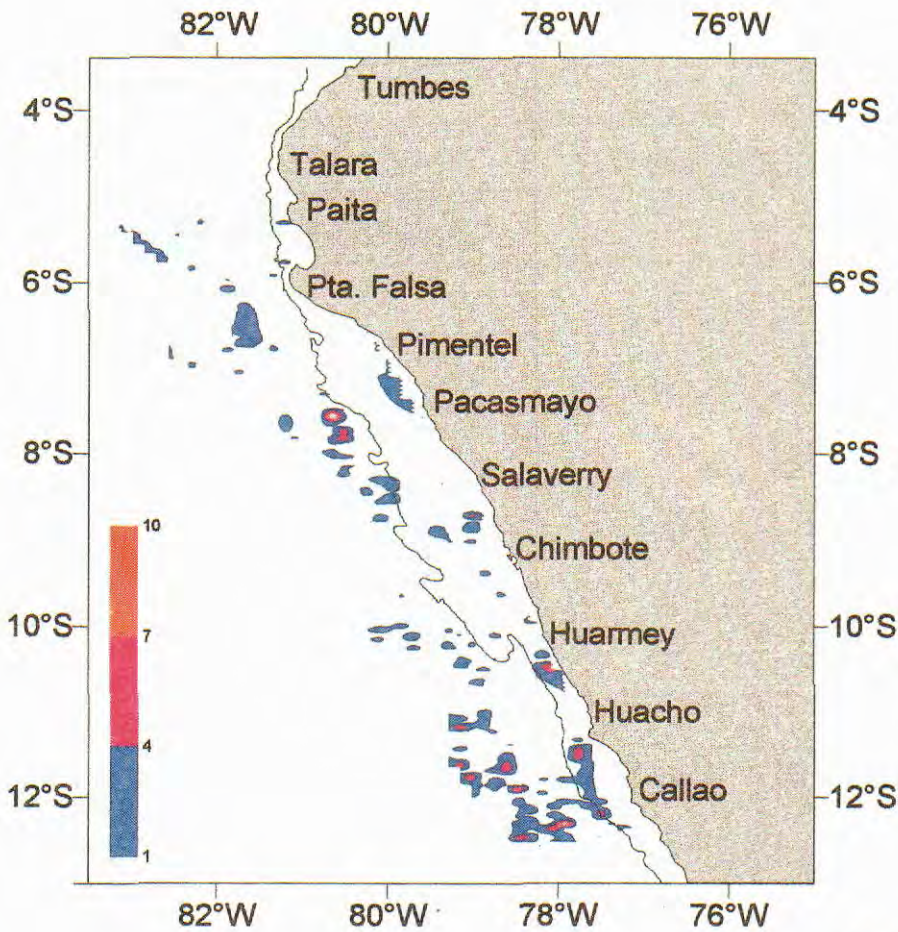 82°W 80°W 78°W 76°W
Tumbes
4°S 4°S
Talara
Paita
6°S 6°S
Pta. Falsa
Pimentel
Pacasmayo
8°S 8°S
Salaverry
10
Chimbote
10°S 10°S
7
Huarmey
Huacho
4
12°S 12°S
Callao
1
82°W 80°W 78°W 76°W